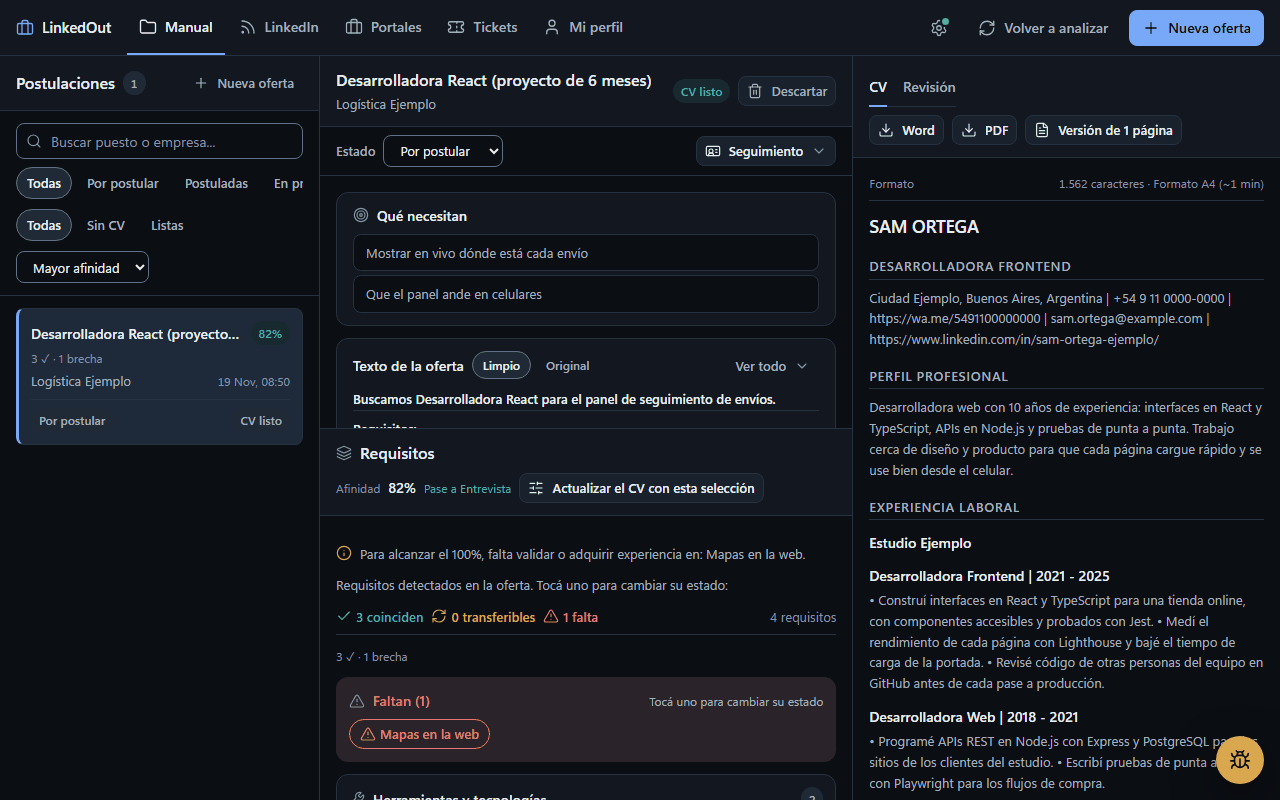 LinkedOut
Manual
LinkedIn
Portales
Tickets
Mi perfil
Volver a analizar
Nueva oferta
Postulaciones 1
Nueva oferta
Buscar puesto o empresa...
Todas Por postular Postuladas En pr
Todas Sin CV Listas
Mayor afinidad
Desarrolladora React (proyecto... 82%
3 ✓ · 1 brecha
Logística Ejemplo 19 Nov, 08:50
Por postular CV listo
Desarrolladora React (proyecto de 6 meses)
Logística Ejemplo
CV listo
Descartar
Estado Por postular
Seguimiento
Qué necesitan
Mostrar en vivo dónde está cada envío
Que el panel ande en celulares
Texto de la oferta Limpio Original Ver todo
Buscamos Desarrolladora React para el panel de seguimiento de envíos.
Requisitos:
Requisitos
Afinidad 82% Pase a Entrevista Actualizar el CV con esta selección
Para alcanzar el 100%, falta validar o adquirir experiencia en: Mapas en la web.
Requisitos detectados en la oferta. Tocá uno para cambiar su estado:
3 coinciden 0 transferibles 1 falta 4 requisitos
3 ✓ · 1 brecha
Faltan (1) Tocá uno para cambiar su estado
Mapas en la web
Herramientas y tecnologías
CV Revisión
Word PDF Versión de 1 página
Formato 1.562 caracteres · Formato A4 (~1 min)
SAM ORTEGA
DESARROLLADORA FRONTEND
Ciudad Ejemplo, Buenos Aires, Argentina | +54 9 11 0000-0000 |
https://wa.me/5491100000000 | sam.ortega@example.com |
https://www.linkedin.com/in/sam-ortega-ejemplo/
PERFIL PROFESIONAL
Desarrolladora web con 10 años de experiencia: interfaces en React y
TypeScript, APIs en Node.js y pruebas de punta a punta. Trabajo
cerca de diseño y producto para que cada página cargue rápido y se
use bien desde el celular.
EXPERIENCIA LABORAL
Estudio Ejemplo
Desarrolladora Frontend | 2021 - 2025
• Construí interfaces en React y TypeScript para una tienda online,
con componentes accesibles y probados con Jest. • Medí el
rendimiento de cada página con Lighthouse y bajé el tiempo de
carga de la portada. • Revisé código de otras personas del equipo en
GitHub antes de cada pase a producción.
Desarrolladora Web | 2018 - 2021
• Programé APIs REST en Node.js con Express y PostgreSQL
sitios de los clientes del estudio. • Escribí pruebas de punta a
con Playwright para los flujos de compra.